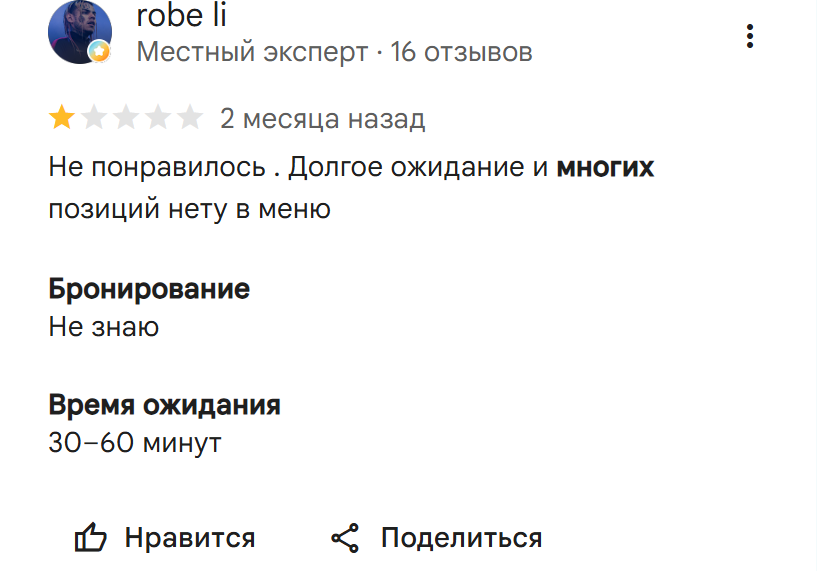 robe li
Местный эксперт · 16 отзывов
2 месяца назад
Не понравилось . Долгое ожидание и многих
позиций нету в меню
Бронирование
Не знаю
Время ожидания
30–60 минут
Нравится
Поделиться